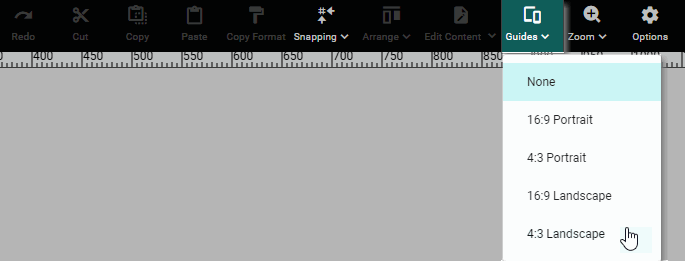 Redo Cut Copy Paste Copy Format Snapping Arrange Edit Content Guides Zoom Options
400 450 500 550 600 650 700 750 800 850
None
16:9 Portrait
4:3 Portrait
16:9 Landscape
4:3 Landscape